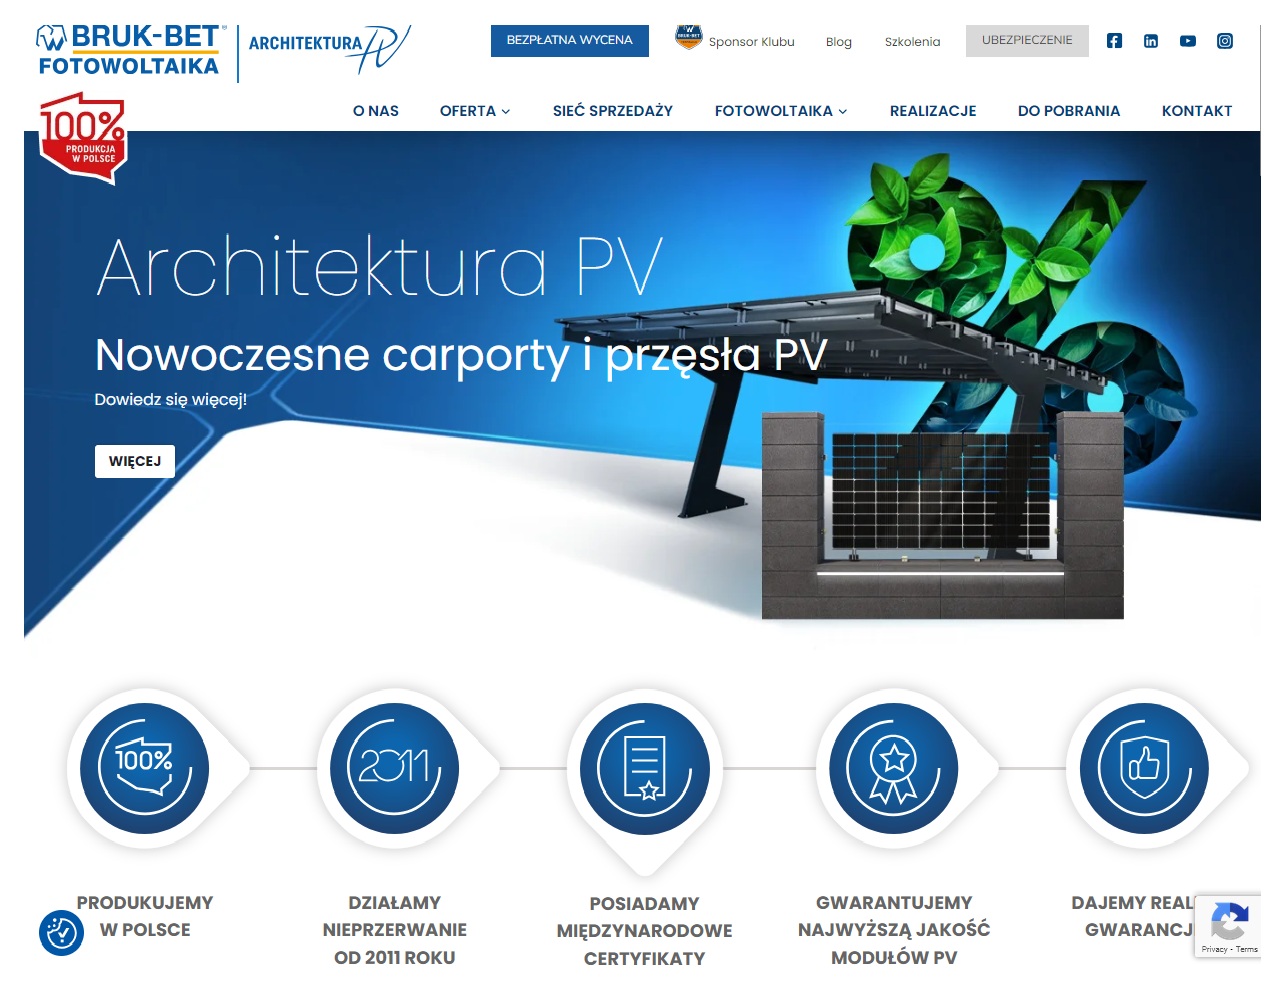 BRUK-BET®
FOTOWOLTAIKA
ARCHITEKTURA PV
BEZPŁATNA WYCENA
Sponsor Klubu
Blog
Szkolenia
UBEZPIECZENIE
100%
PRODUKCJA
W POLSCE
O NAS
OFERTA
SIEĆ SPRZEDAŻY
FOTOWOLTAIKA
REALIZACJE
DO POBRANIA
KONTAKT
Architektura PV
Nowoczesne carporty i przęsła PV
Dowiedz się więcej!
WIĘCEJ
100%
2011
PRODUKUJEMY
W POLSCE
DZIAŁAMY
NIEPRZERWANIE
OD 2011 ROKU
POSIADAMY
MIĘDZYNARODOWE
CERTYFIKATY
GWARANTUJEMY
NAJWYŻSZĄ JAKOŚĆ
MODUŁÓW PV
DAJEMY REAL
GWARANCJ
Privacy - Terms